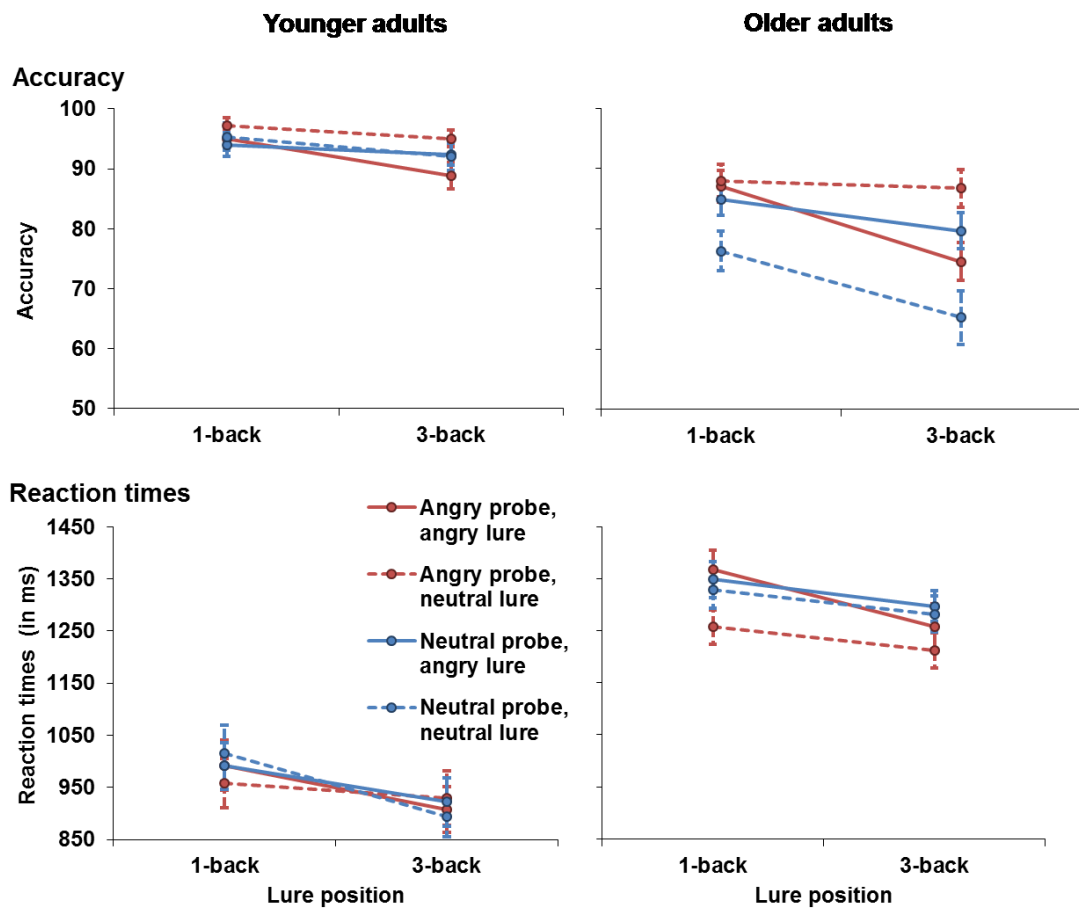 Younger adults
Older adults
Accuracy
100
90
80
70
60
50
Accuracy
1-back
3-back
1-back
3-back
Reaction times
Angry probe,
angry lure
Angry probe,
neutral lure
Neutral probe,
angry lure
Neutral probe,
neutral lure
1450
1350
1250
1150
1050
950
850
Reaction times (in ms)
1-back
3-back
Lure position
1-back
3-back
Lure position